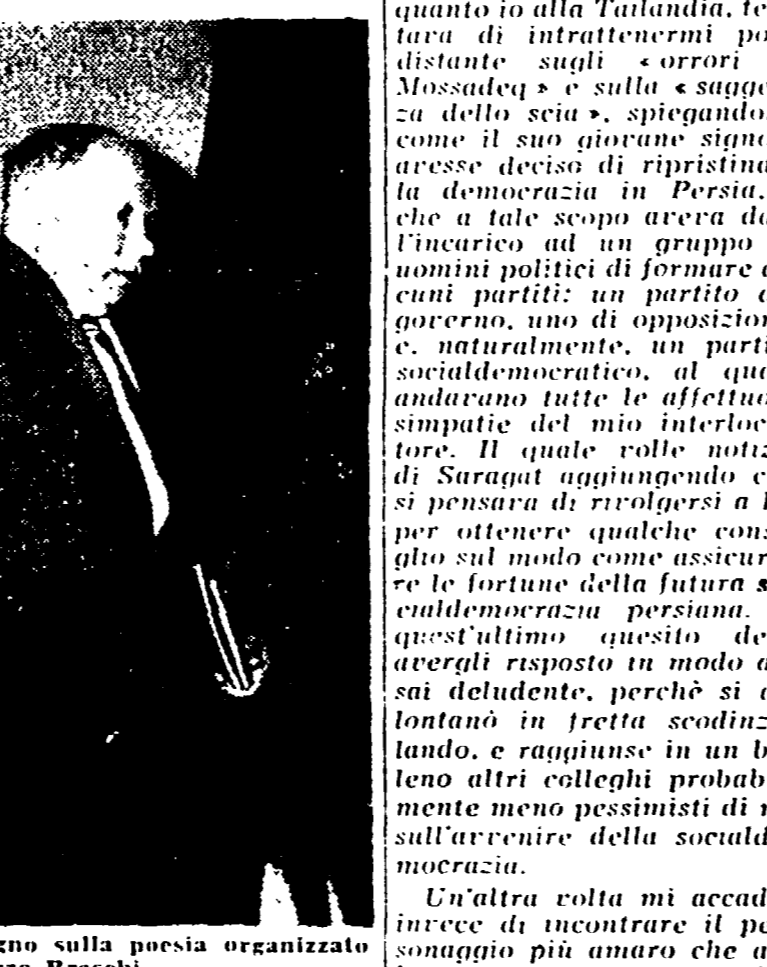 quanto io alla Tailandia, te
tava di intrattenermi po
distante sugli « orrori
Mossadeq » e sulla « sagge
za dello scià », spiegando
come il suo giovane signo
avesse deciso di ripristina
la democrazia in Persia,
che a tale scopo aveva da
l'incarico ad un gruppo
uomini politici di formare a
cuni partiti: un partito d
governo, uno di opposizion
e, naturalmente, un parti
socialdemocratico, al qua
andavano tutte le affettuo
simpatie del mio interloc
tore. Il quale volle notiz
di Saragat aggiungendo c
si pensava di rivolgersi a l
per ottenere qualche cons
glio sul modo come assicur
re le fortune della futura s
cialdemocrazia persiana.
quest'ultimo quesito de
avergli risposto in modo a
sai deludente, perchè si a
lontanò in fretta scodinz
lando, e raggiunse in un b
leno altri colleghi probab
mente meno pessimisti di m
sull'avvenire della sociald
mocrazia.
Un'altra volta mi accad
invece di incontrare il pe
sonaggio più amaro che a
gno sulla poesia organizzato